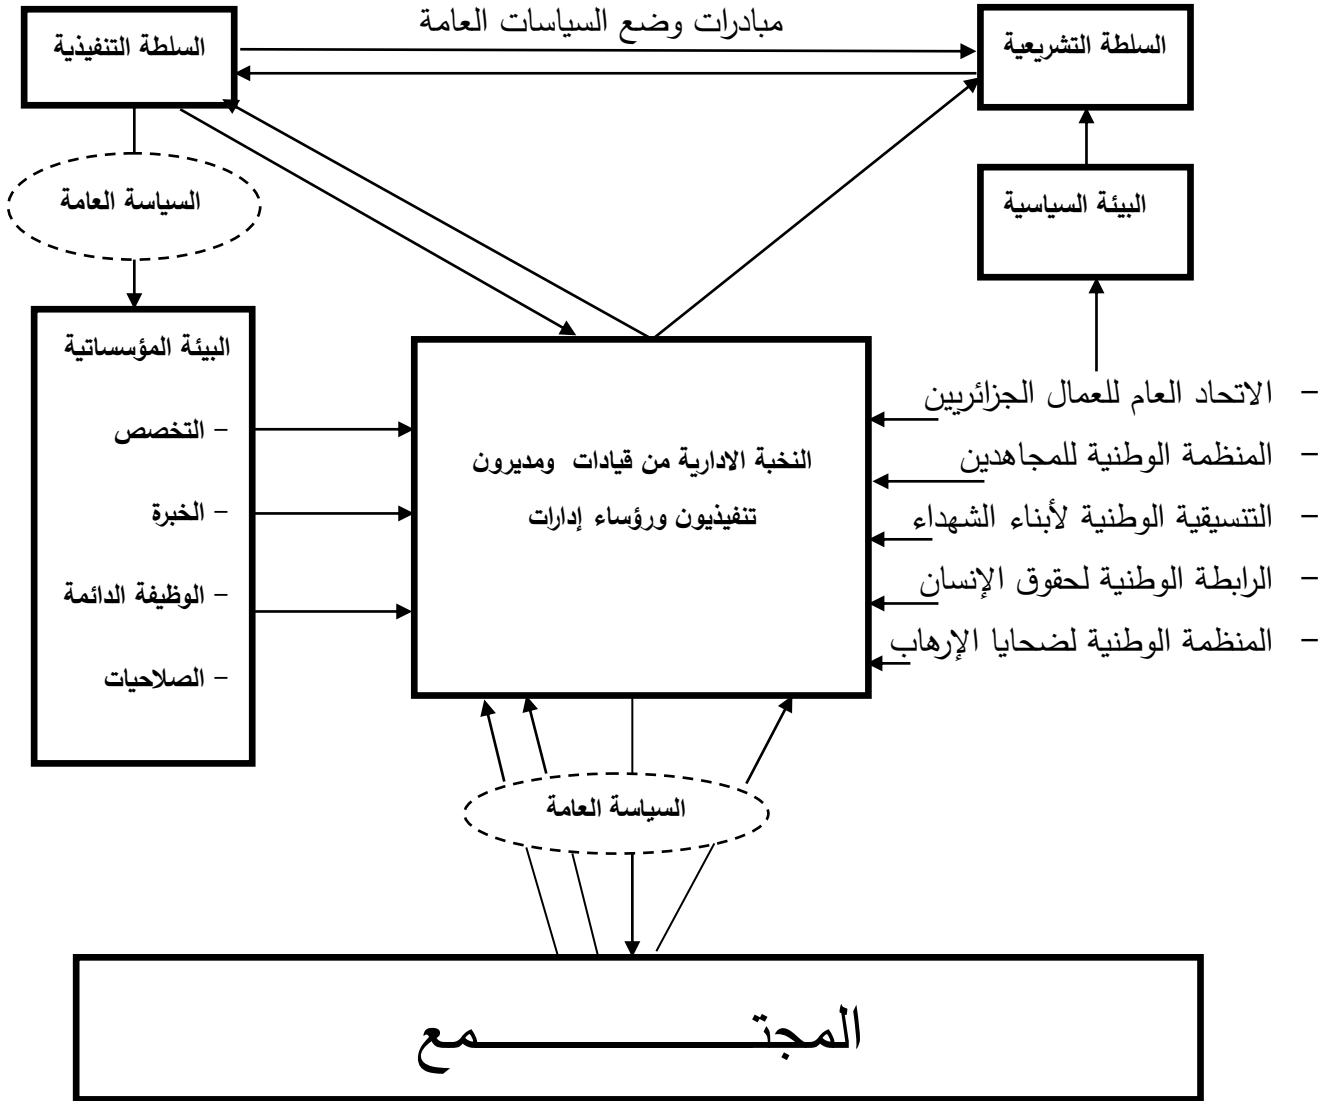 مبادرات وضع السياسات العامة
السلطة التشريعية
السلطة التنفيذية
البيئة السياسية
السياسة العامة
البيئة المؤسساتية
- التخصص
- الخبرة
- الوظيفة الدائمة
- الصلاحيات
النخبة الادارية من قيادات ومديرون
تنفيذيون ورؤساء إدارات
- الاتحاد العام للعمال الجزائريين
- المنظمة الوطنية للمجاهدين
- التنسيقية الوطنية لأبناء الشهداء
- الرابطة الوطنية لحقوق الإنسان
- المنظمة الوطنية لضحايا الإرهاب
السياسة العامة
المجتـــــــــــــمع